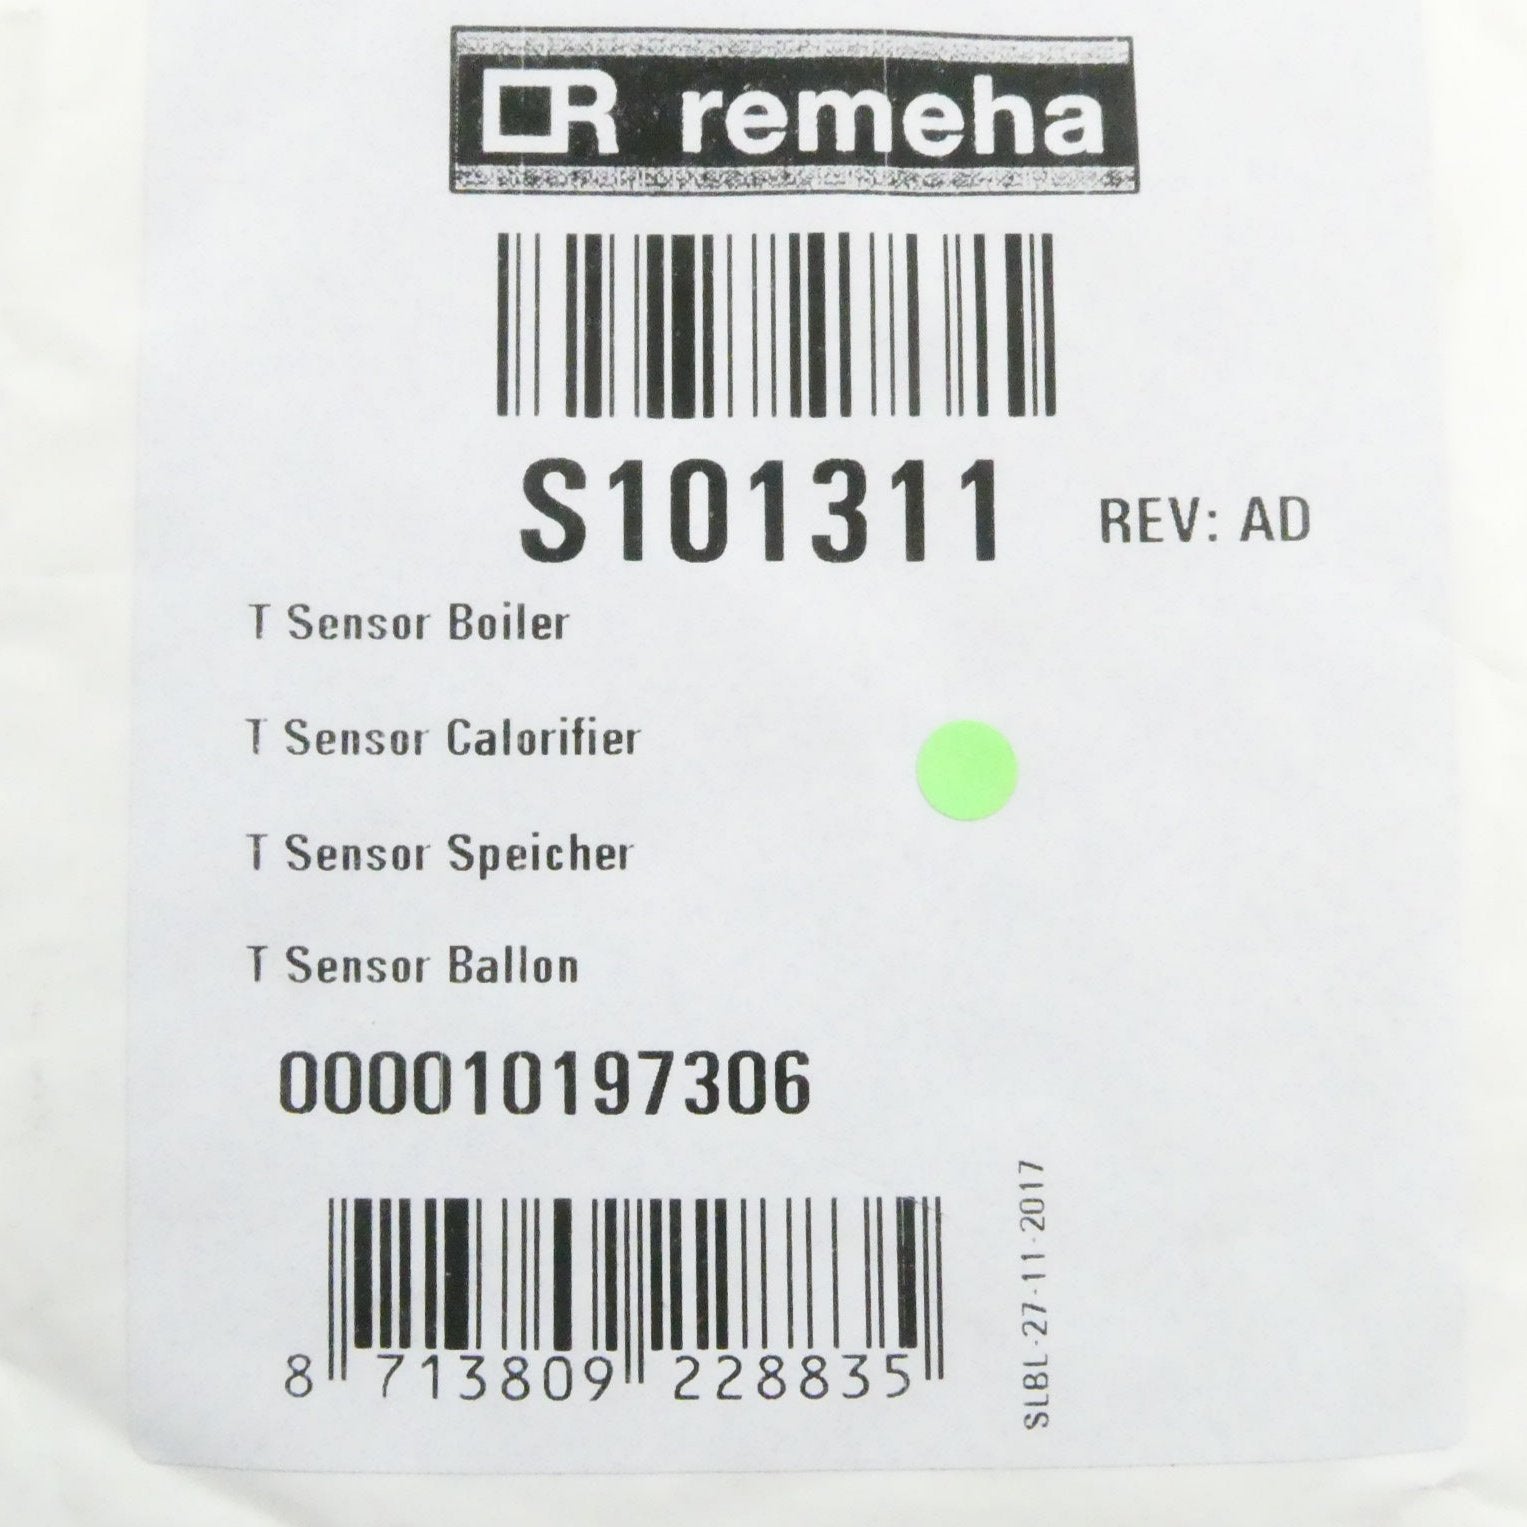 R remeha
S101311 REV: AD
T Sensor Boiler
T Sensor Calorifier
T Sensor Speicher
T Sensor Ballon
000010197306
8 713809 228835
SLBL-27-11-2017